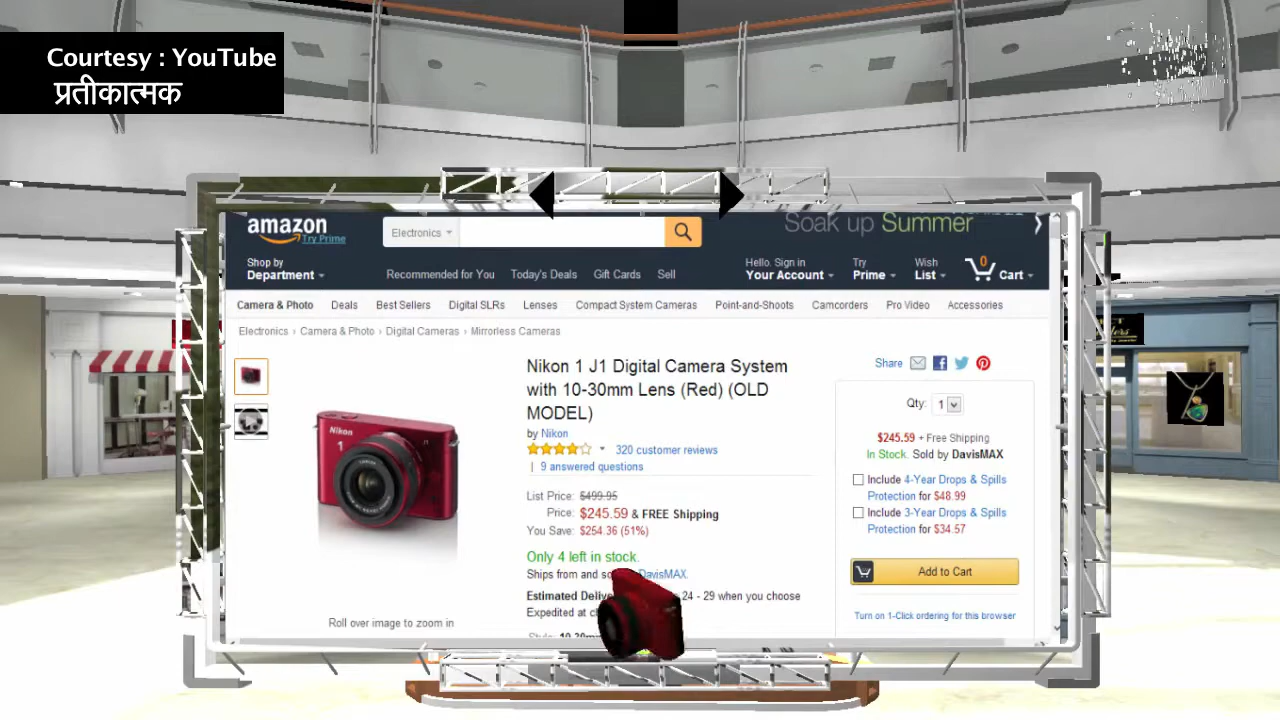 Courtesy : YouTube
प्रतीकात्मक
amazon
Try Prime
Electronics
Soak up Summer
Shop by
Department
Recommended for You Today's Deals Gift Cards Sell
Hello. Sign in
Your Account
Try
Prime
Wish
List
0
Cart
Camera & Photo Deals Best Sellers Digital SLRs Lenses Compact System Cameras Point-and-Shoots Camcorders Pro Video Accessories
Electronics › Camera & Photo › Digital Cameras › Mirrorless Cameras
Nikon 1 J1 Digital Camera System
with 10-30mm Lens (Red) (OLD
MODEL)
by Nikon
320 customer reviews
| 9 answered questions
List Price: $499.95
Price: $245.59 & FREE Shipping
You Save: $254.36 (51%)
Only 4 left in stock.
Ships from and DavisMAX.
Estimated 24 - 29 when you choose
Expedited at
Nikon
1
Roll over image to zoom in
Share
Qty: 1
$245.59 + Free Shipping
In Stock. Sold by DavisMAX
Include 4-Year Drops & Spills
Protection for $48.99
Include 3-Year Drops & Spills
Protection for $34.57
Add to Cart
Turn on 1-Click ordering for this browser